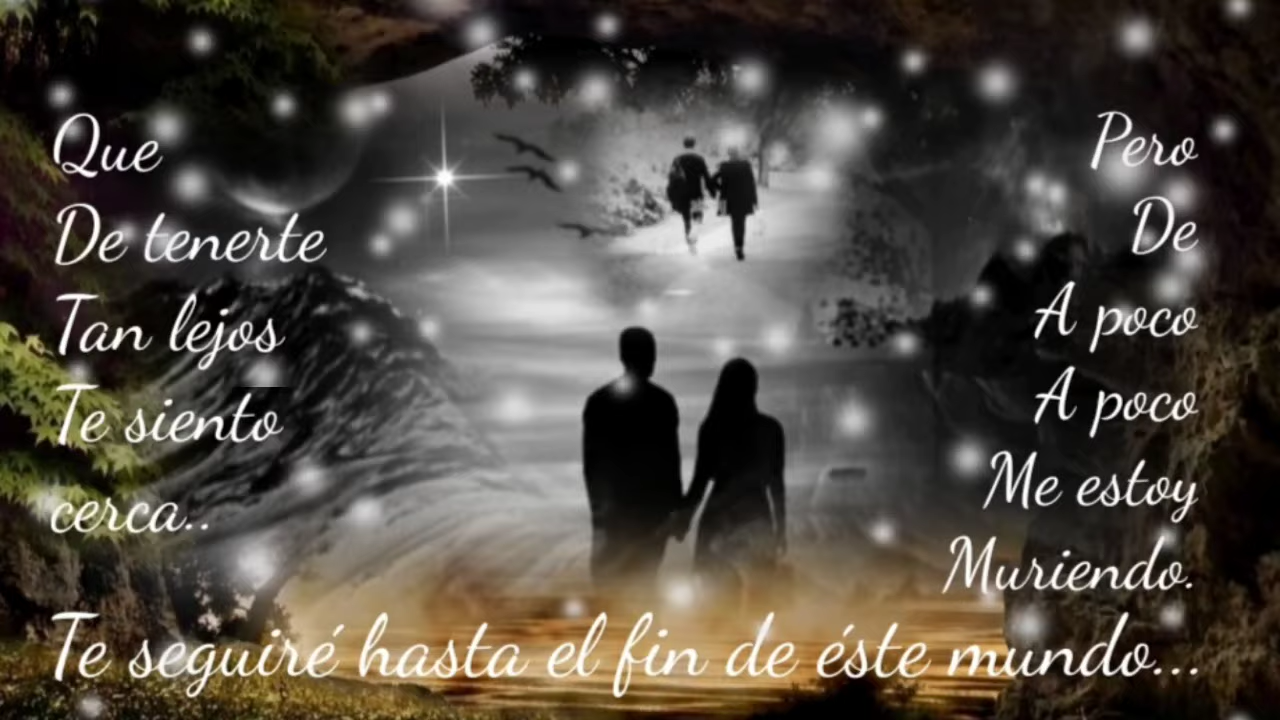 Que
De tenerte
Tan lejos
Te siento
cerca..
Pero
De
A poco
A poco
Me estoy
Muriendo.
Te seguiré hasta el fin de éste mundo...